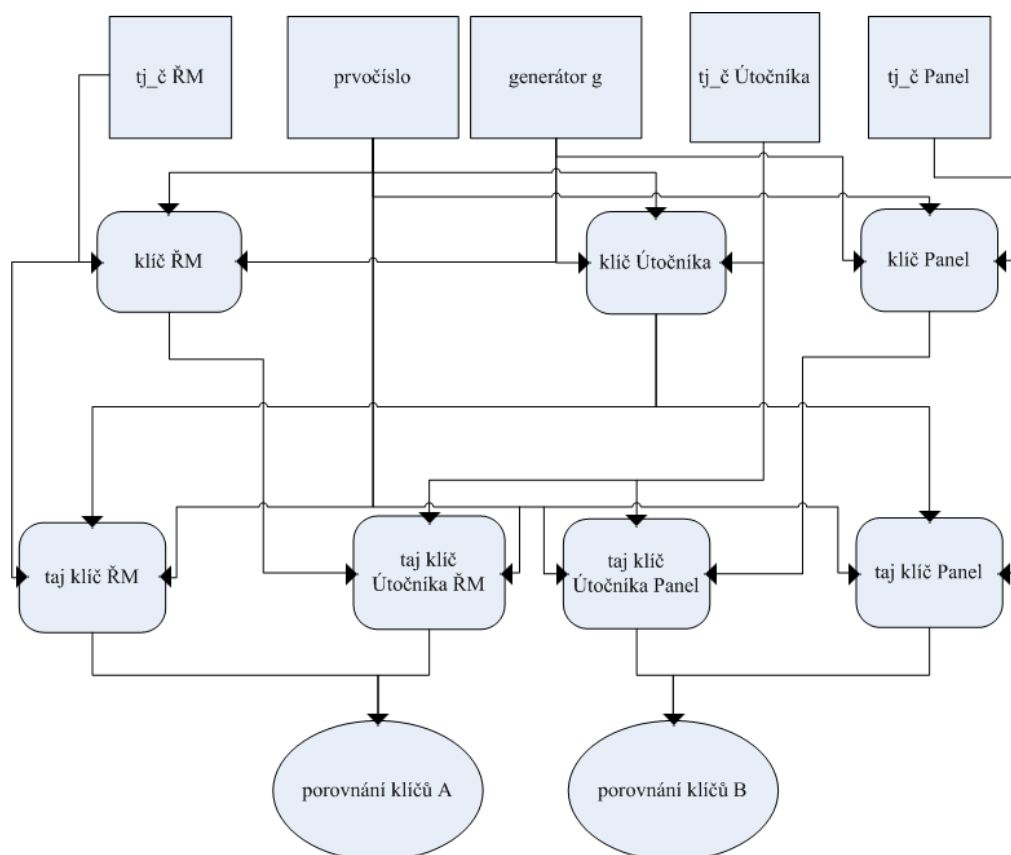 tj_č ŘM
prvočíslo
generátor g
tj_č Útočníka
tj_č Panel
klíč ŘM
klíč Útočníka
klíč Panel
taj klíč ŘM
taj klíč
Útočníka ŘM
taj klíč
Útočníka Panel
taj klíč Panel
porovnání klíčů A
porovnání klíčů B